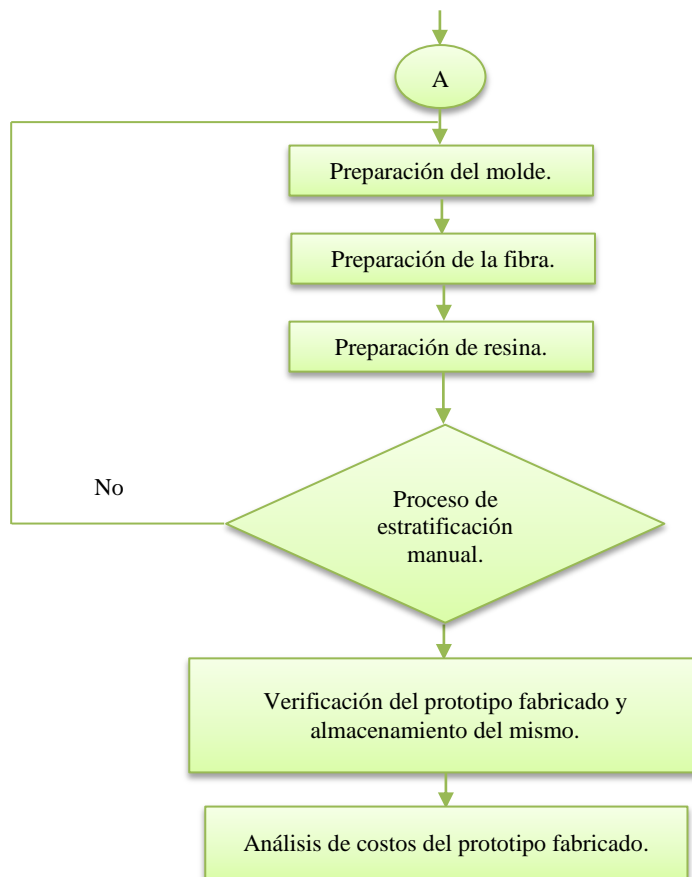 A
Preparación del molde.
Preparación de la fibra.
Preparación de resina.
No
Proceso de
estratificación
manual.
Verificación del prototipo fabricado y
almacenamiento del mismo.
Análisis de costos del prototipo fabricado.